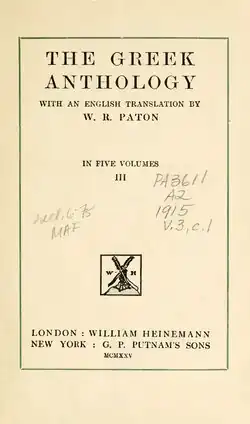 THE GREEK
ANTHOLOGY
WITH AN ENGLISH TRANSLATION BY
W. R. PATON
IN FIVE VOLUMES
III
PA3611
A2
1915
V.3, c.1
MAF
W H
LONDON : WILLIAM HEINEMANN
NEW YORK : G. P. PUTNAM'S SONS
MCMXXV